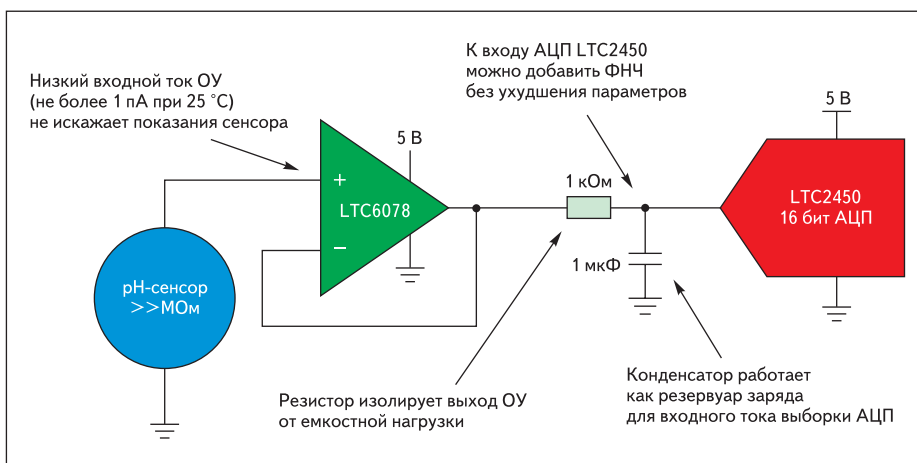 Низкий входной ток ОУ
(не более 1 пА при 25 °C)
не искажает показания сенсора
К входу АЦП LTC2450
можно добавить ФНЧ
без ухудшения параметров
5 В
5 В
+
LTC6078
−
1 кОм
LTC2450
16 бит АЦП
1 мкФ
pH-сенсор
>>МОм
Резистор изолирует выход ОУ
от емкостной нагрузки
Конденсатор работает
как резервуар заряда
для входного тока выборки АЦП